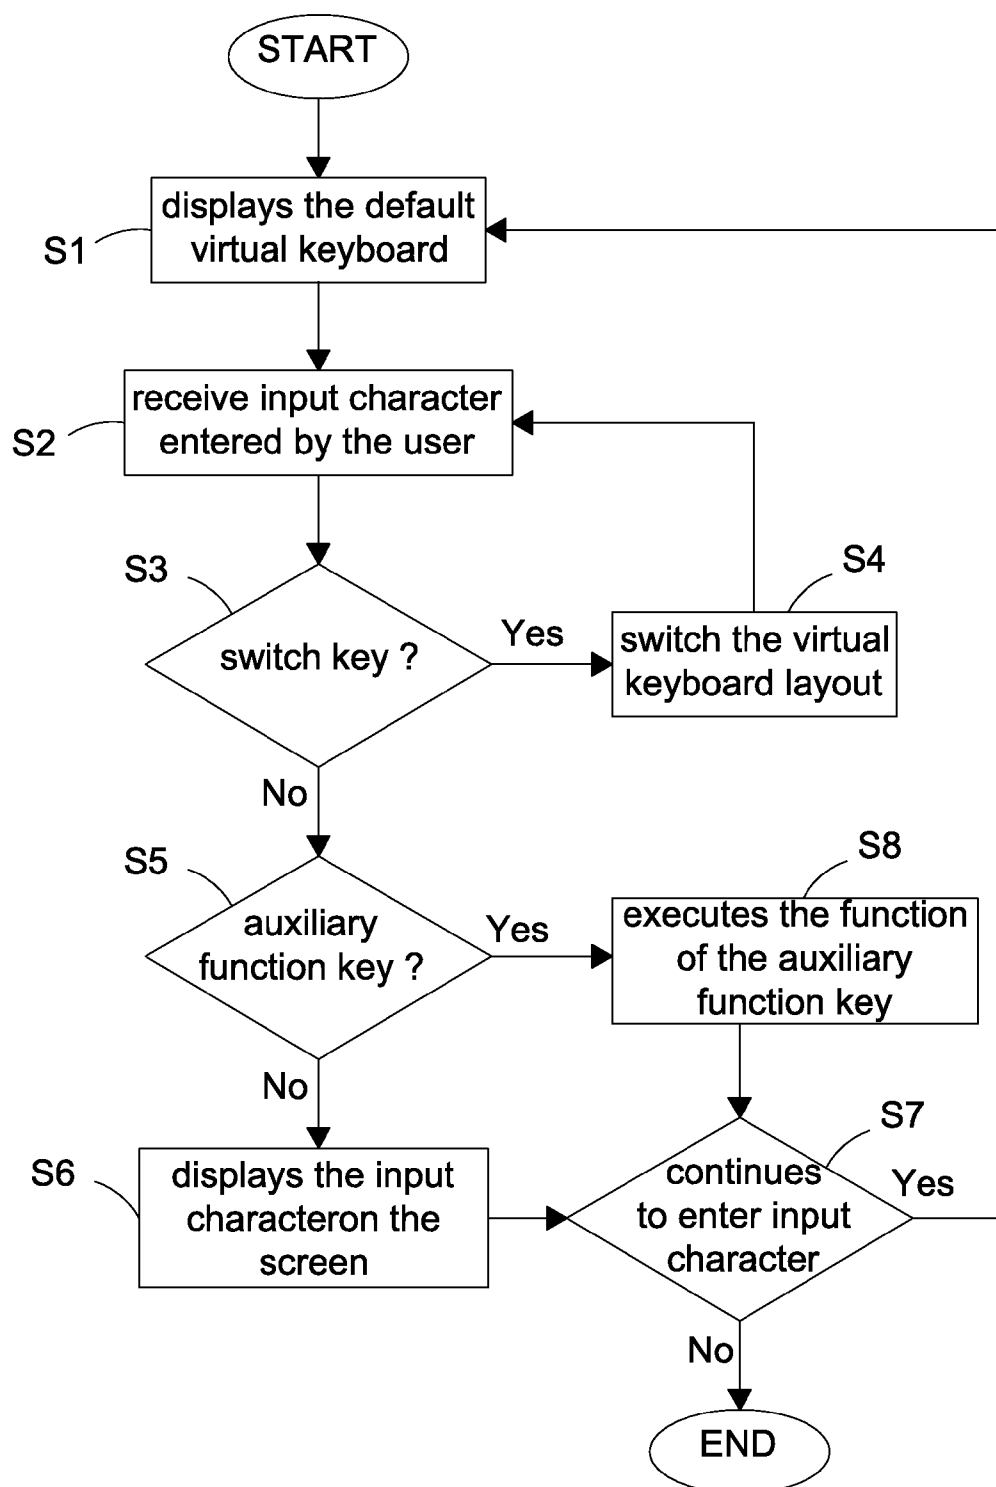 START
displays the default
virtual keyboard
S1
receive input character
entered by the user
S2
S3
switch key ?
Yes
S4
switch the virtual
keyboard layout
No
S5
auxiliary
function key ?
Yes
S8
executes the function
of the auxiliary
function key
No
S6
displays the input
characteron the
screen
S7
continues
to enter input
character
Yes
No
END